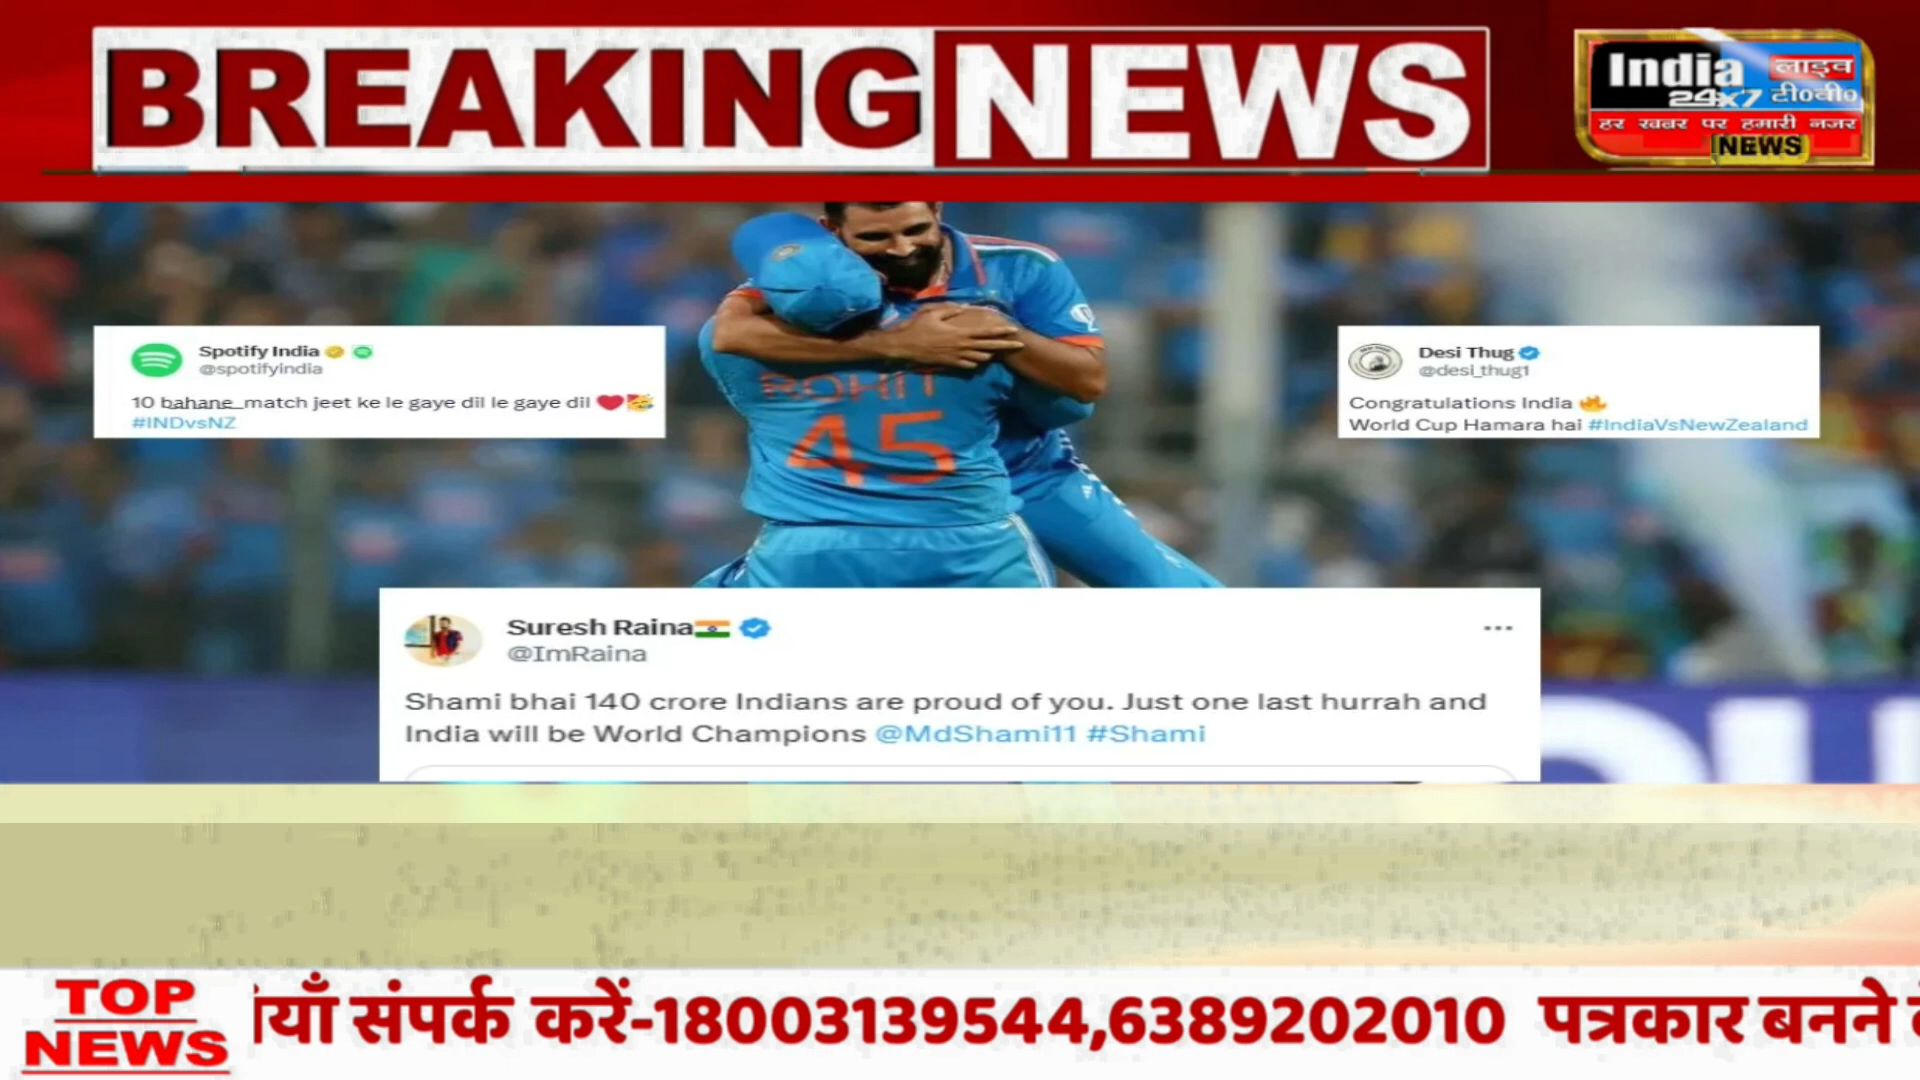 BREAKING NEWS
India लाइव
24x7 टी०वी०
हर खबर पर हमारी नजर
NEWS
ROHIT
45
Spotify India
@spotifyindia
10 bahane match jeet ke le gaye dil le gaye dil ❤️🥳
#INDvsNZ
Desi Thug
@desi_thug1
Congratulations India 🔥
World Cup Hamara hai #IndiaVsNewZealand
Suresh Raina🇮🇳
@ImRaina
Shami bhai 140 crore Indians are proud of you. Just one last hurrah and
India will be World Champions @MdShami11 #Shami
TOP
NEWS
संपर्क करें-18003139544,6389202010 पत्रकार बनने